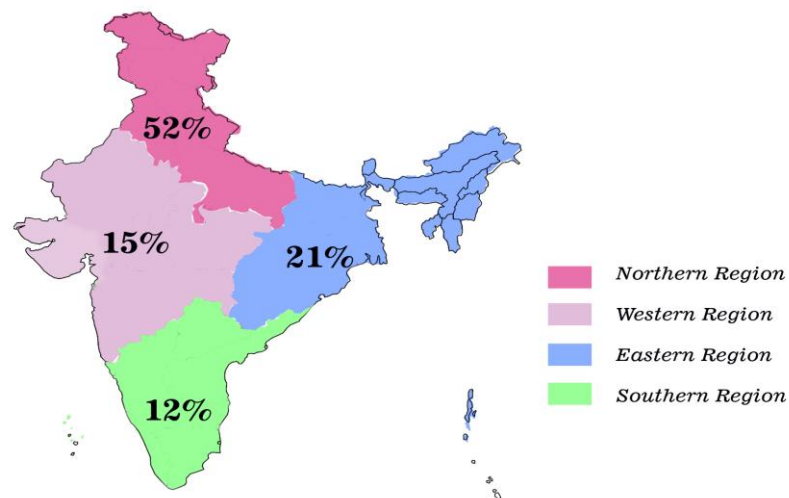 52%
15%
21%
12%
Northern Region
Western Region
Eastern Region
Southern Region